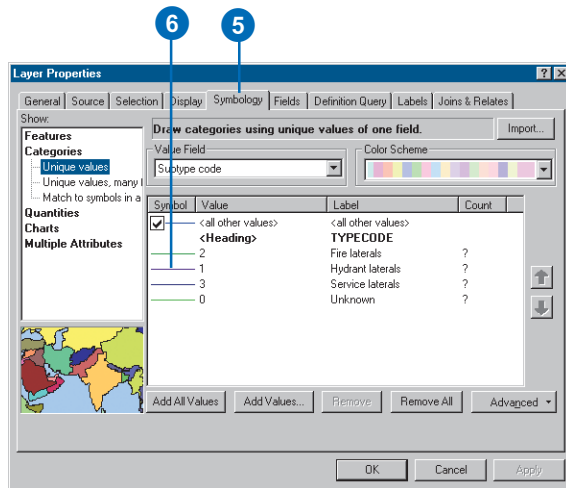 6 5
Layer Properties
General Source Selection Display Symbology Fields Definition Query Labels Joins & Relates
Show:
Features
Categories
Unique values
Unique values, many
Match to symbols in a
Quantities
Charts
Multiple Attributes
Draw categories using unique values of one field.
Import...
Value Field
Subtype code
Color Scheme
Symbol Value Label Count
<all other values> <all other values>
<Heading> TYPECODE
2 Fire laterals ?
1 Hydrant laterals ?
3 Service laterals ?
0 Unknown ?
Add All Values Add Values... Remove Remove All Advanced
OK Cancel Apply